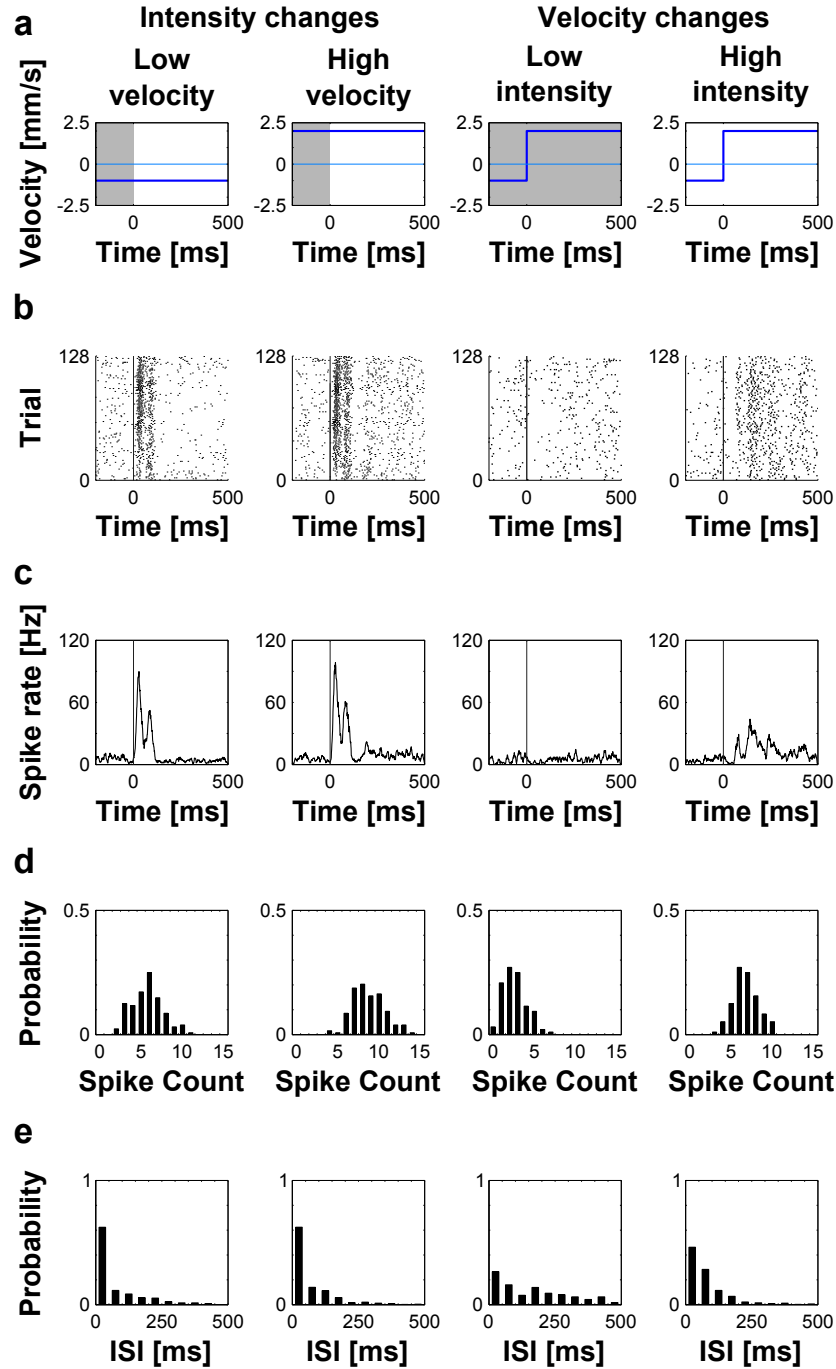 a
Intensity changes
Velocity changes
Low velocity
High velocity
Low intensity
High intensity
Velocity [mm/s]
2.5
0
-2.5
0
500
Time [ms]
2.5
0
-2.5
0
500
Time [ms]
2.5
0
-2.5
0
500
Time [ms]
2.5
0
-2.5
0
500
Time [ms]
b
Trial
128
0
0
500
Time [ms]
128
0
0
500
Time [ms]
128
0
0
500
Time [ms]
128
0
0
500
Time [ms]
c
Spike rate [Hz]
120
60
0
0
500
Time [ms]
120
60
0
0
500
Time [ms]
120
60
0
0
500
Time [ms]
120
60
0
0
500
Time [ms]
d
Probability
0.5
0
0 5 10 15
Spike Count
0.5
0
0 5 10 15
Spike Count
0.5
0
0 5 10 15
Spike Count
0.5
0
0 5 10 15
Spike Count
e
Probability
1
0
0
500
ISI [ms]
1
0
0
500
ISI [ms]
1
0
0
500
ISI [ms]
1
0
0
500
ISI [ms]